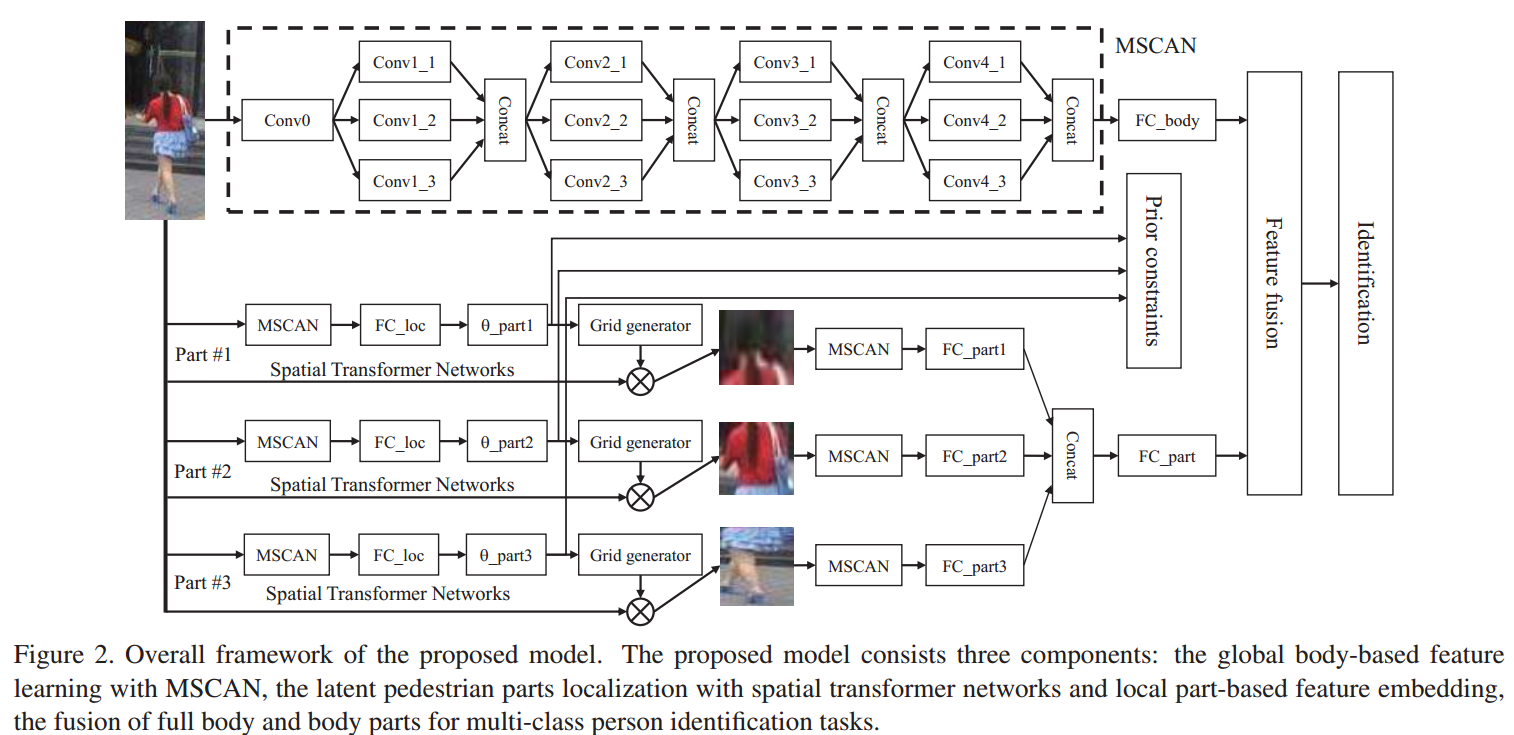 MSCAN
Conv0
Conv1_1
Conv1_2
Conv1_3
Concat
Conv2_1
Conv2_2
Conv2_3
Concat
Conv3_1
Conv3_2
Conv3_3
Concat
Conv4_1
Conv4_2
Conv4_3
Concat
FC_body
Prior constraints
Feature fusion
Identification
Part #1
MSCAN
FC_loc
θ_part1
Grid generator
Spatial Transformer Networks
MSCAN
FC_part1
Part #2
MSCAN
FC_loc
θ_part2
Grid generator
Spatial Transformer Networks
MSCAN
FC_part2
Part #3
MSCAN
FC_loc
θ_part3
Grid generator
Spatial Transformer Networks
MSCAN
FC_part3
Concat
FC_part
Figure 2. Overall framework of the proposed model. The proposed model consists three components: the global body-based feature
learning with MSCAN, the latent pedestrian parts localization with spatial transformer networks and local part-based feature embedding,
the fusion of full body and body parts for multi-class person identification tasks.